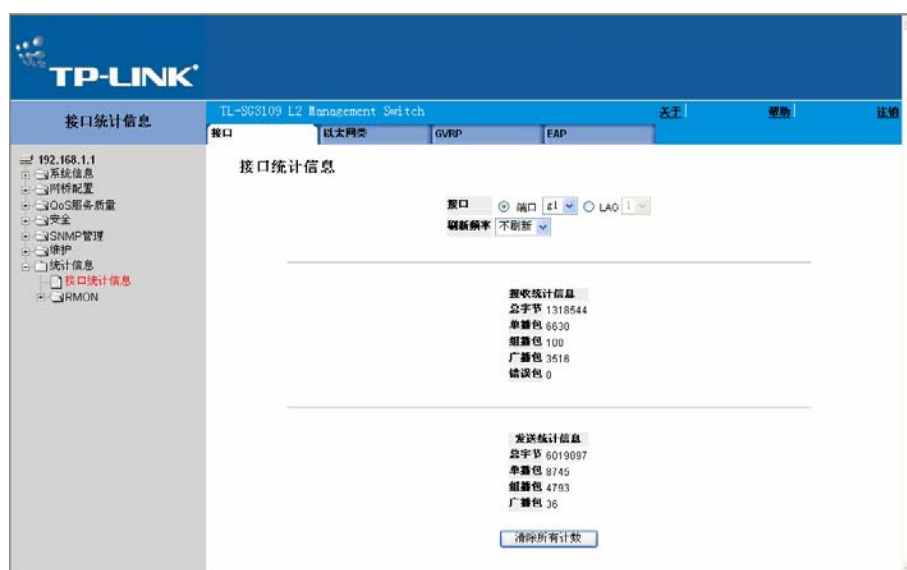 TP-LINK
接口统计信息
TL-SG3109 L2 Management Switch 关于 帮助 注销
接口 以太网类 GVRP EAP
192.168.1.1
系统信息
网桥配置
QoS服务质量
安全
SNMP管理
维护
统计信息
接口统计信息
RMON
接口统计信息
接口 端口 g1 LAG 1
刷新频率 不刷新
接收统计信息
总字节 1318544
单播包 6630
组播包 100
广播包 3516
错误包 0
发送统计信息
总字节 6019897
单播包 8745
组播包 4793
广播包 36
清除所有计数